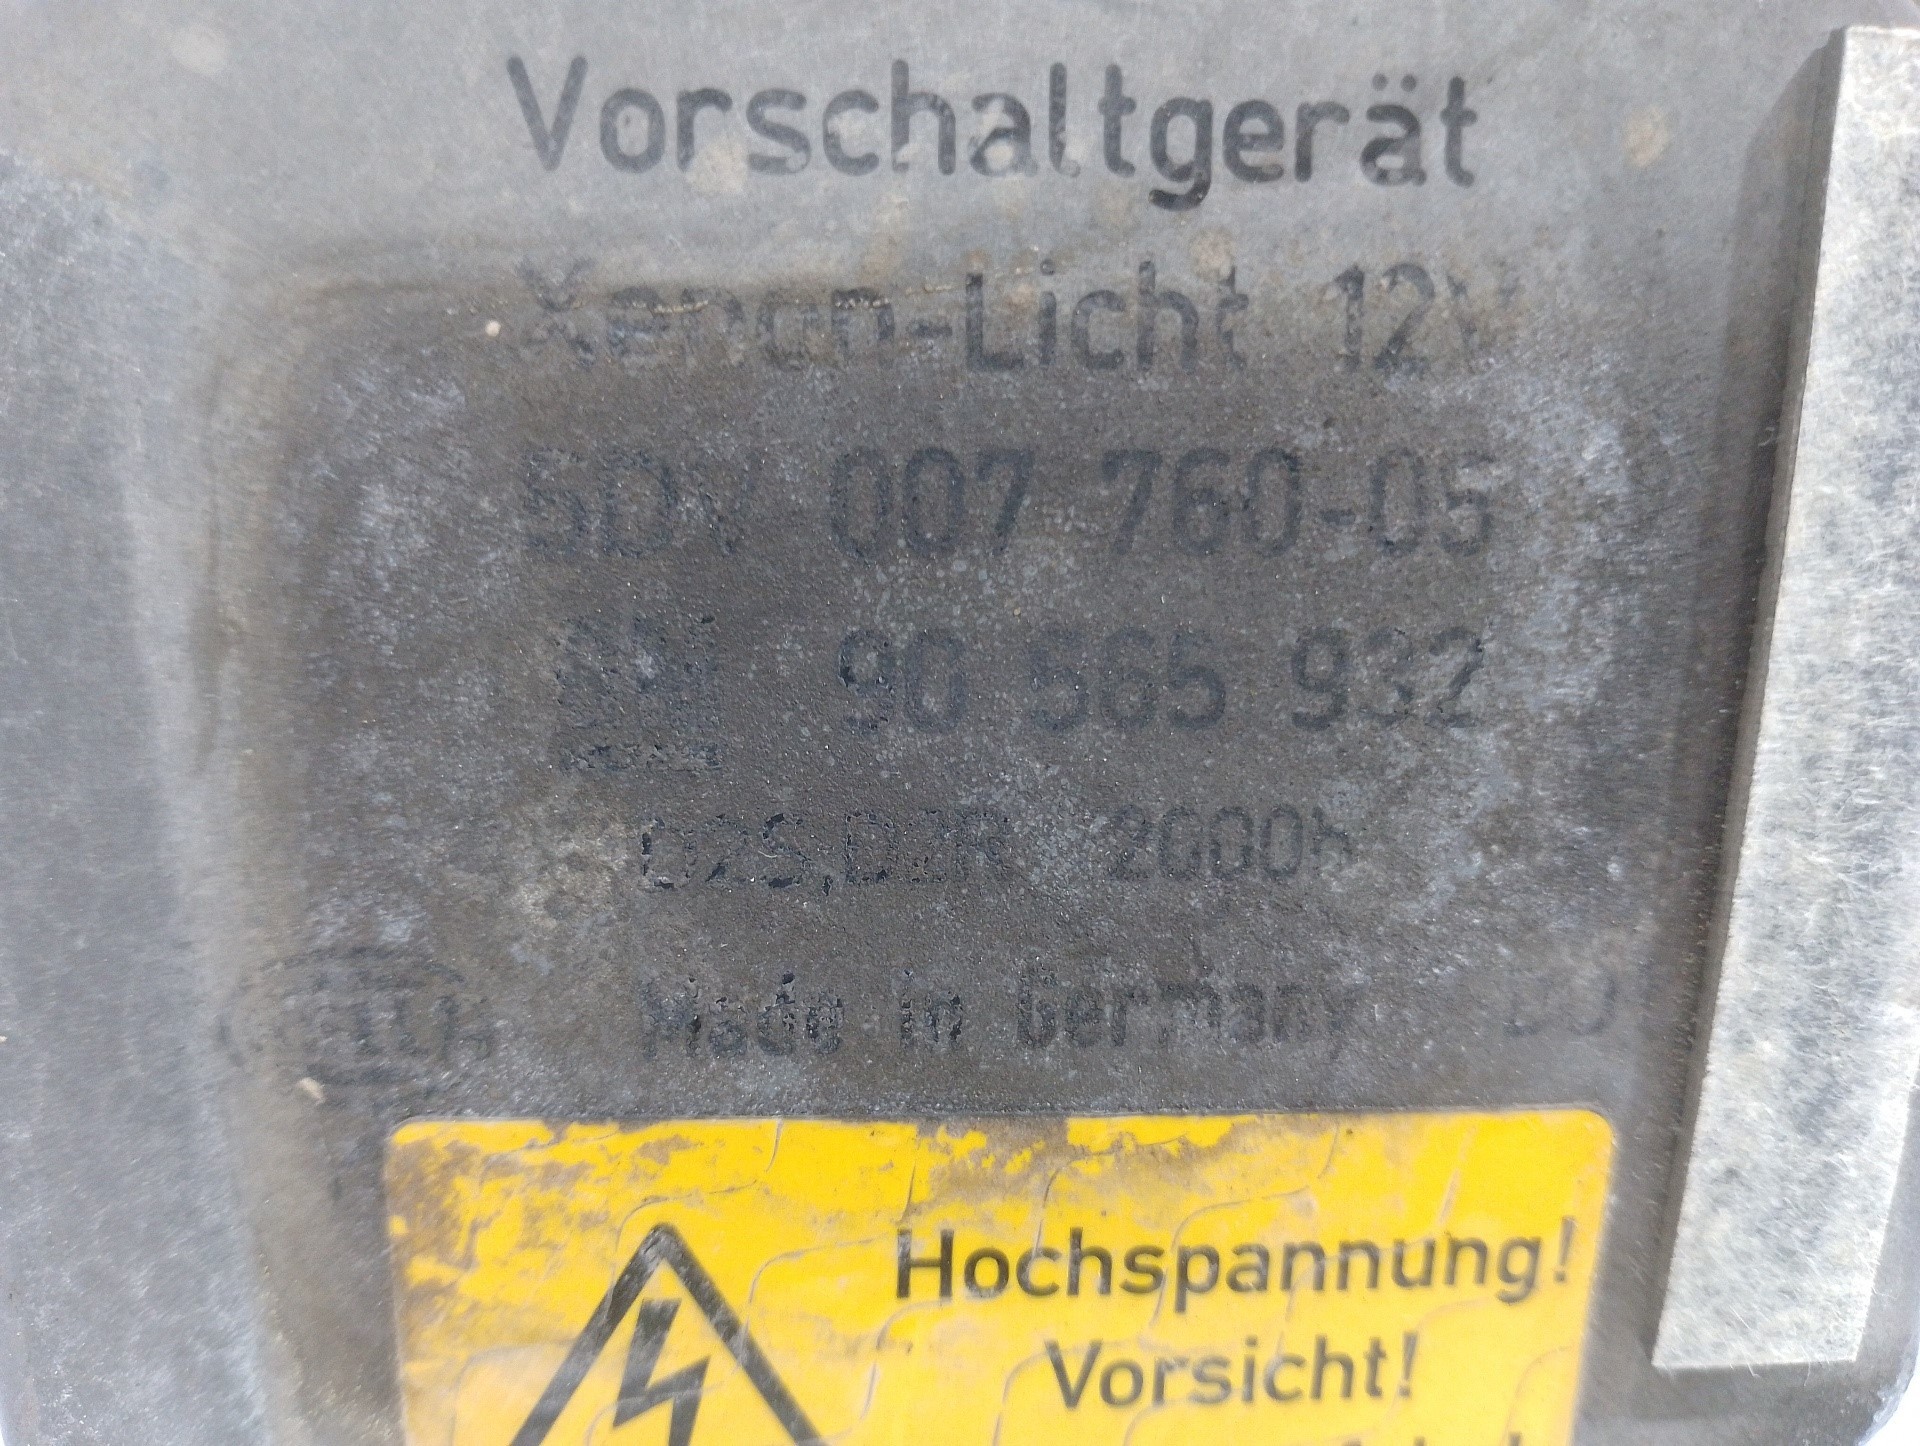 Vorschaltgerät
Xenon-Licht 12V
5DV 007 760-05
GM 90 565 932
D2S,D2R
Made in Germany
Hochspannung!
Vorsicht!